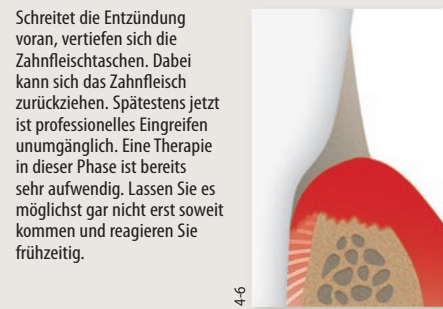 Schreitet die Entzündung
voran, vertiefen sich die
Zahnfleischtaschen. Dabei
kann sich das Zahnfleisch
zurückziehen. Spätestens jetzt
ist professionelles Eingreifen
unumgänglich. Eine Therapie
in dieser Phase ist bereits
sehr aufwendig. Lassen Sie es
möglichst gar nicht erst soweit
kommen und reagieren Sie
frühzeitig.
4-6